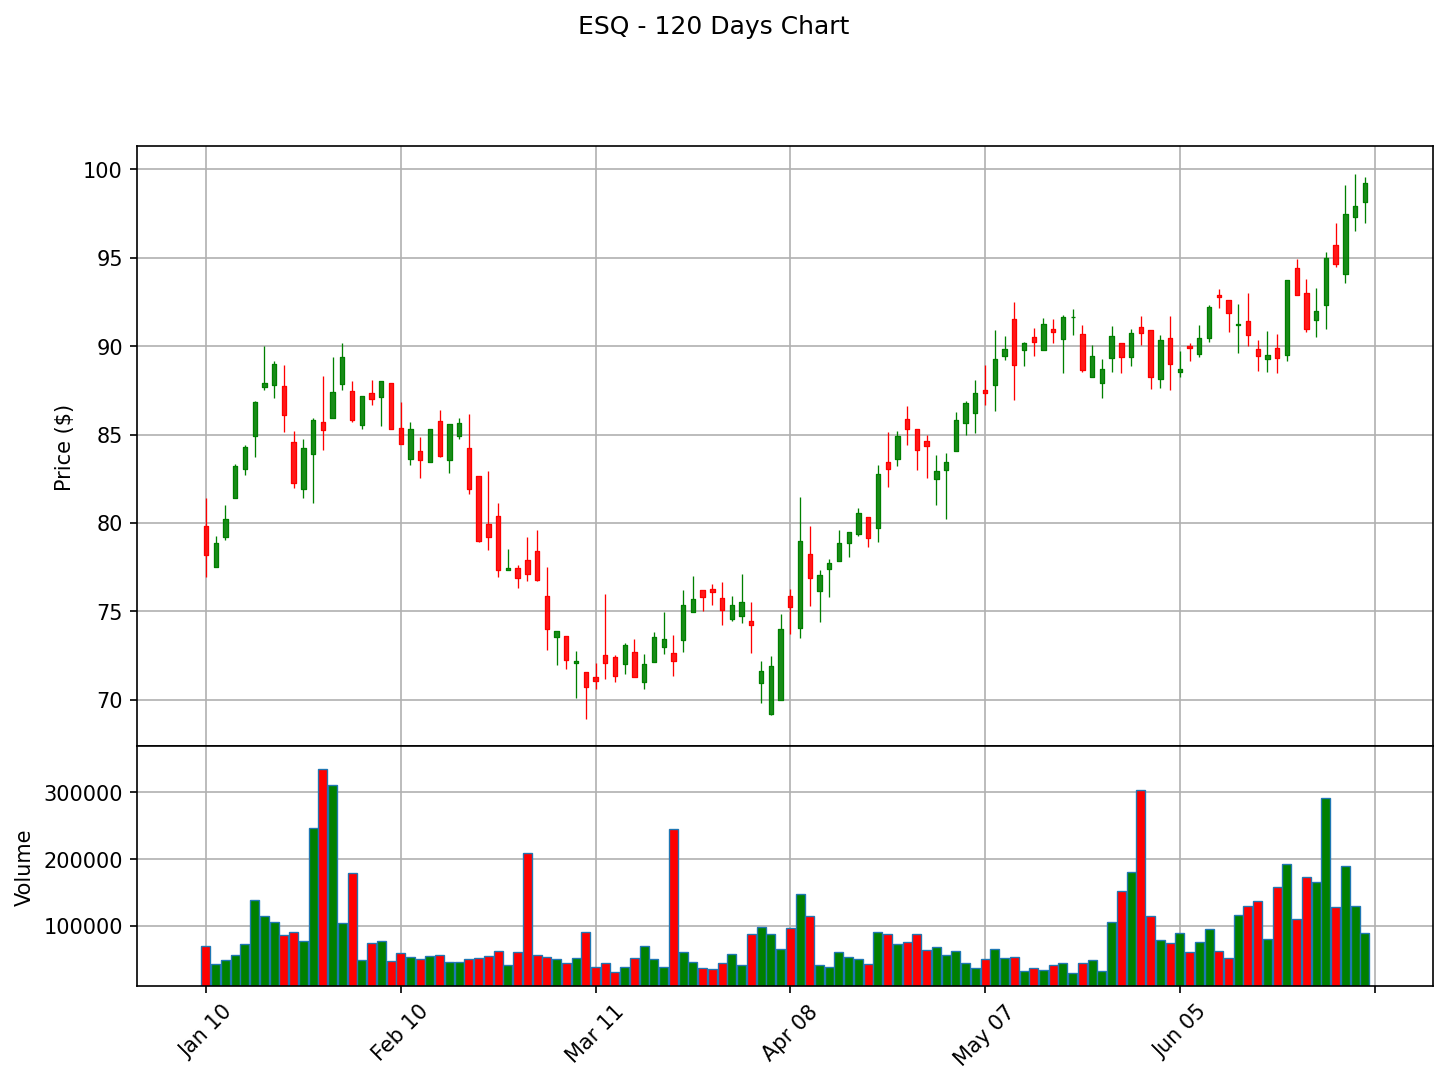 ESQ - 120 Days Chart
100
95
90
85
80
75
70
Price ($)
300000
200000
100000
Volume
Jan 10
Feb 10
Mar 11
Apr 08
May 07
Jun 05